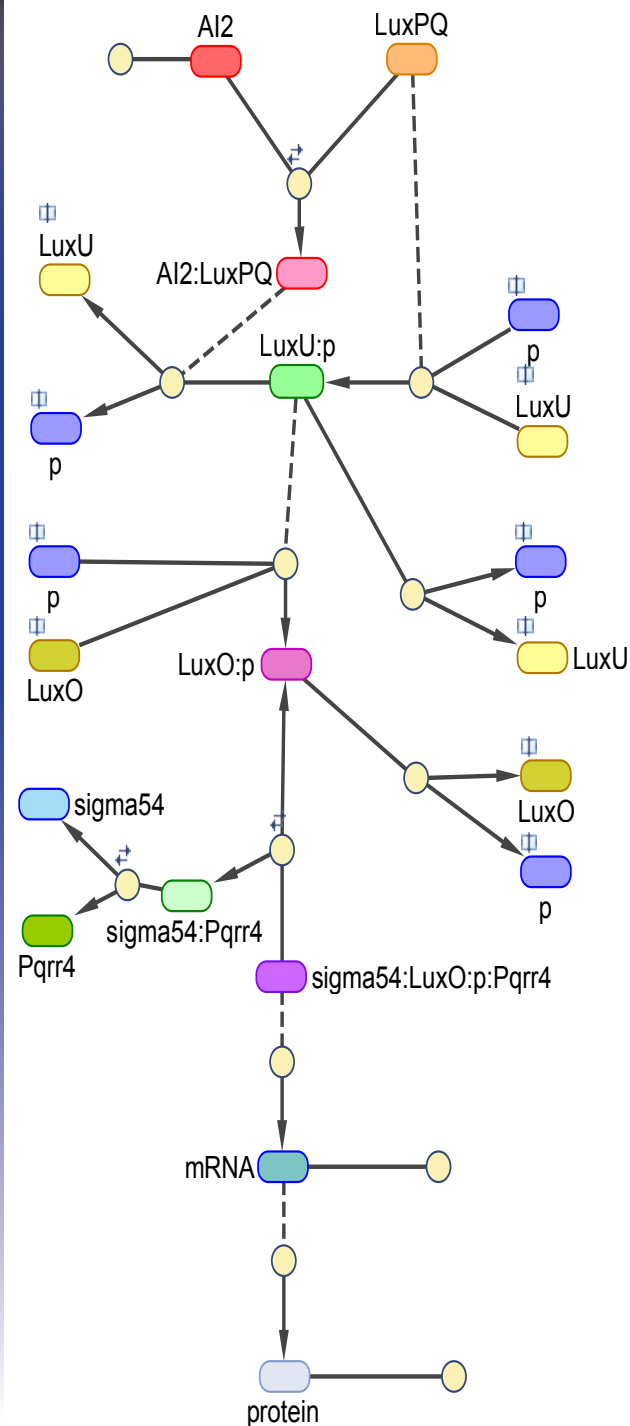 AI2
LuxPQ
LuxU
AI2:LuxPQ
p
LuxU:p
LuxU
p
p
p
LuxO
LuxU
LuxO:p
LuxO
sigma54
p
sigma54:Pqrr4
Pqrr4
sigma54:LuxO:p:Pqrr4
mRNA
protein